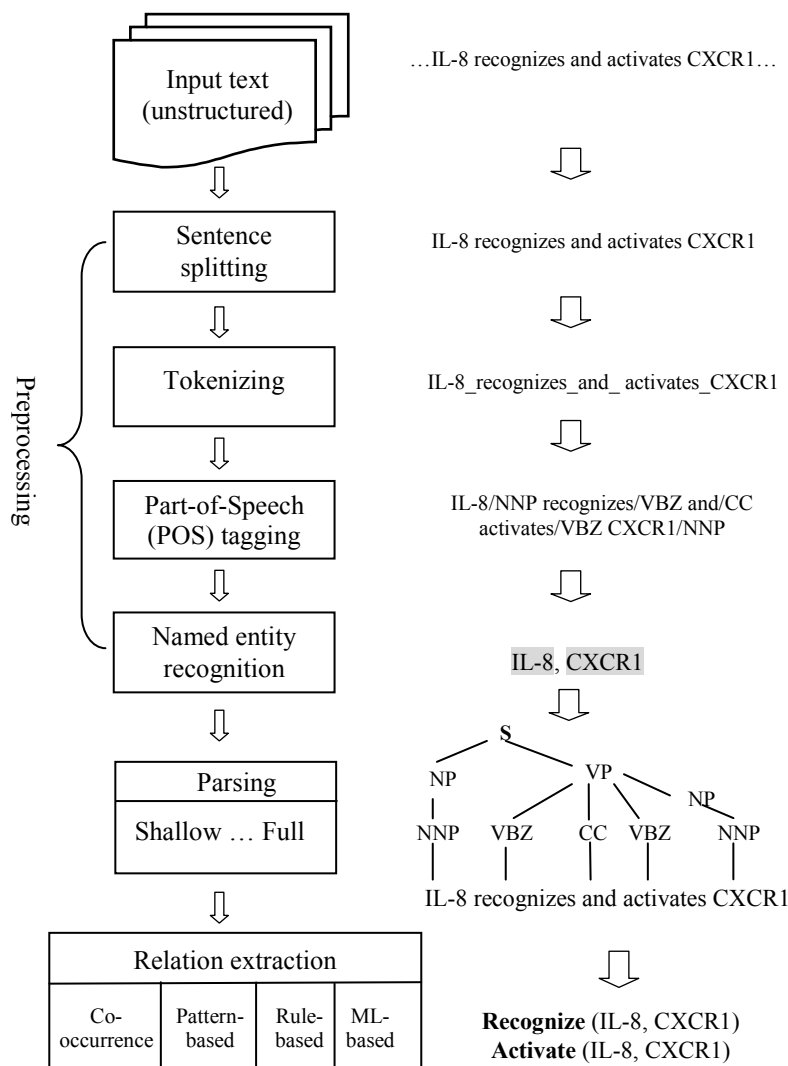 Input text
(unstructured)
…IL-8 recognizes and activates CXCR1…
Preprocessing
Sentence
splitting
IL-8 recognizes and activates CXCR1
Tokenizing
IL-8_recognizes_and_ activates_CXCR1
Part-of-Speech
(POS) tagging
IL-8/NNP recognizes/VBZ and/CC
activates/VBZ CXCR1/NNP
Named entity
recognition
IL-8, CXCR1
Parsing
Shallow … Full
S
NP VP NP
NNP VBZ CC VBZ NNP
IL-8 recognizes and activates CXCR1
Relation extraction
Co-
occurrence
Pattern-
based
Rule-
based
ML-
based
Recognize (IL-8, CXCR1)
Activate (IL-8, CXCR1)